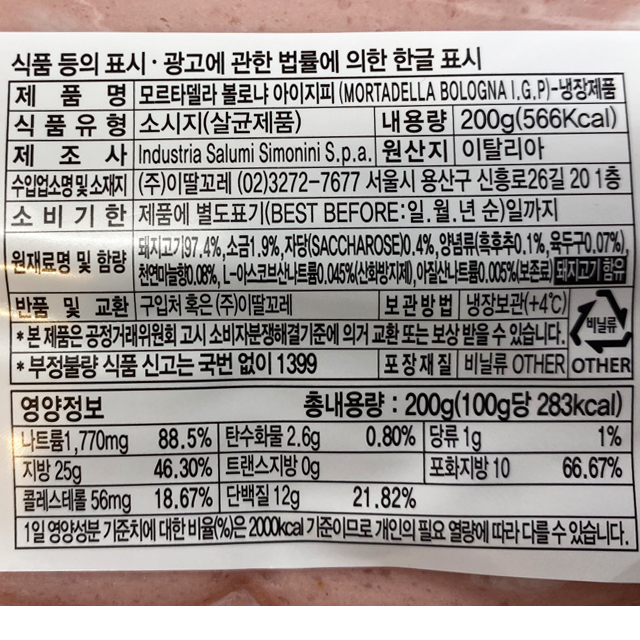 식품 등의 표시·광고에 관한 법률에 의한 한글 표시
제품명 모르타델라 볼로냐 아이지피(MORTADELLA BOLOGNA I.G.P)-냉장제품
식품유형 소시지(살균제품) 내용량 200g(566Kcal)
제조사 Industria Salumi Simonini S.p.a. 원산지 이탈리아
수입업소명 및 소재지 (주)이딸꼬레 (02)3272-7677 서울시 용산구 신흥로26길 20 1층
소비기한 제품에 별도표기(BEST BEFORE:일.월.년 순)일까지
원재료명 및 함량 돼지고기97.4%,소금1.9%,자당(SACCHAROSE)0.4%,양념류(흑후추0.1%,육두구0.07%),
천연마늘향0.08%, L-아스코브산나트륨0.045%(산화방지제),아질산나트륨0.005%(보존료) 돼지고기 함유
반품 및 교환 구입처 혹은 (주)이딸꼬레 보관방법 냉장보관(+4℃)
*본 제품은 공정거래위원회 고시 소비자분쟁해결기준에 의거 교환 또는 보상 받을 수 있습니다.
비닐류
*부정불량 식품 신고는 국번 없이 1399 포장재질 비닐류 OTHER OTHER
영양정보 총내용량 : 200g(100g당 283kcal)
나트륨1,770mg 88.5% 탄수화물 2.6g 0.80% 당류 1g 1%
지방 25g 46.30% 트랜스지방 0g 포화지방 10 66.67%
콜레스테롤 56mg 18.67% 단백질 12g 21.82%
1일 영양성분 기준치에 대한 비율(%)은 2000kcal 기준이므로 개인의 필요 열량에 따라 다를 수 있습니다.